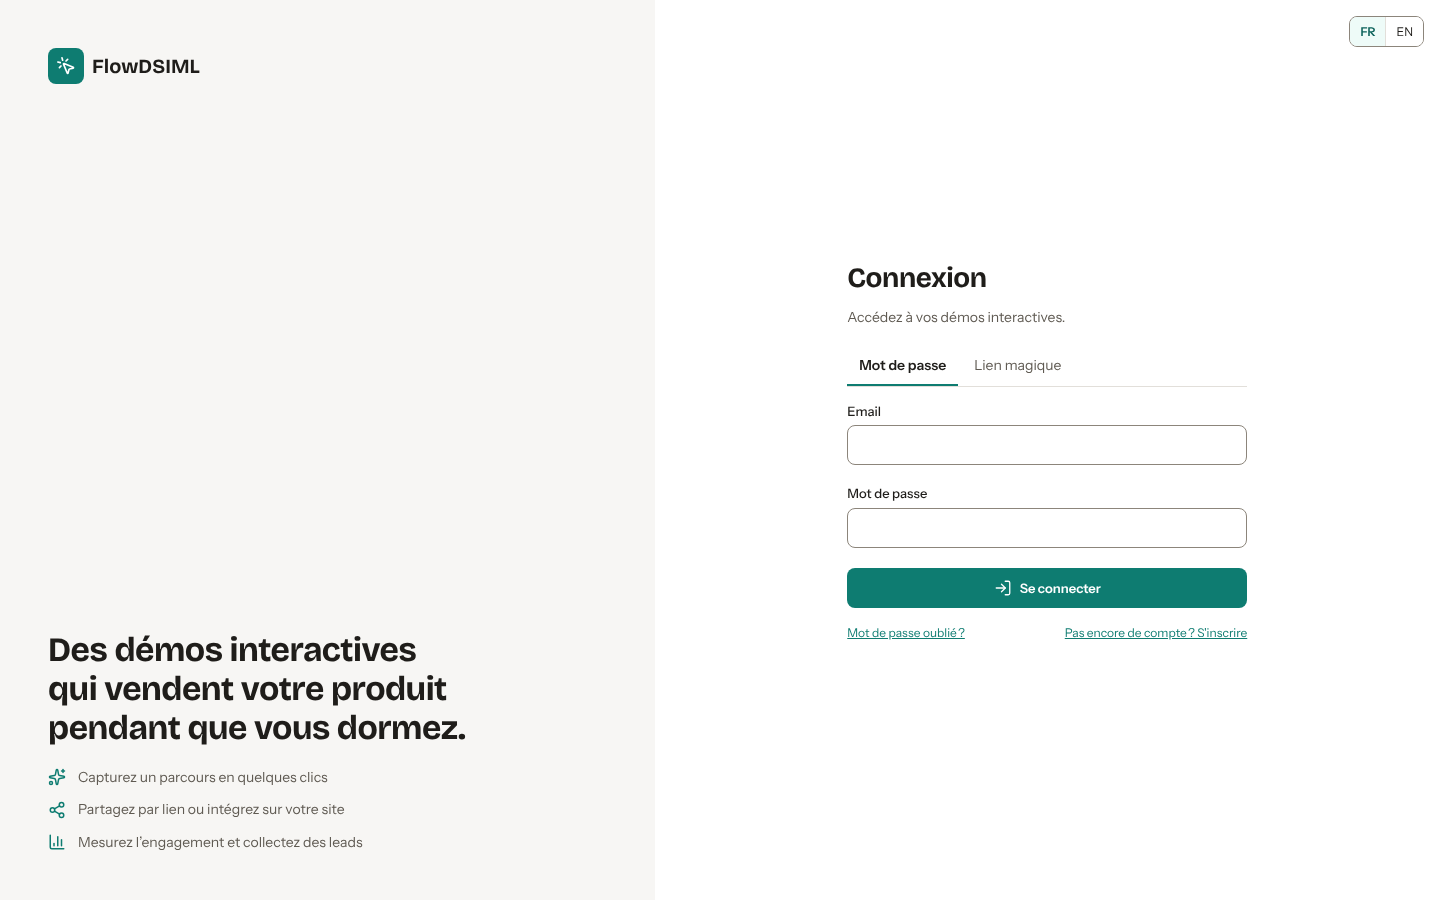 FlowDSIML
Des démos interactives
qui vendent votre produit
pendant que vous dormez.
Capturez un parcours en quelques clics
Partagez par lien ou intégrez sur votre site
Mesurez l’engagement et collectez des leads
FR EN
Connexion
Accédez à vos démos interactives.
Mot de passe Lien magique
Email
Mot de passe
Se connecter
Mot de passe oublié ? Pas encore de compte ? S’inscrire